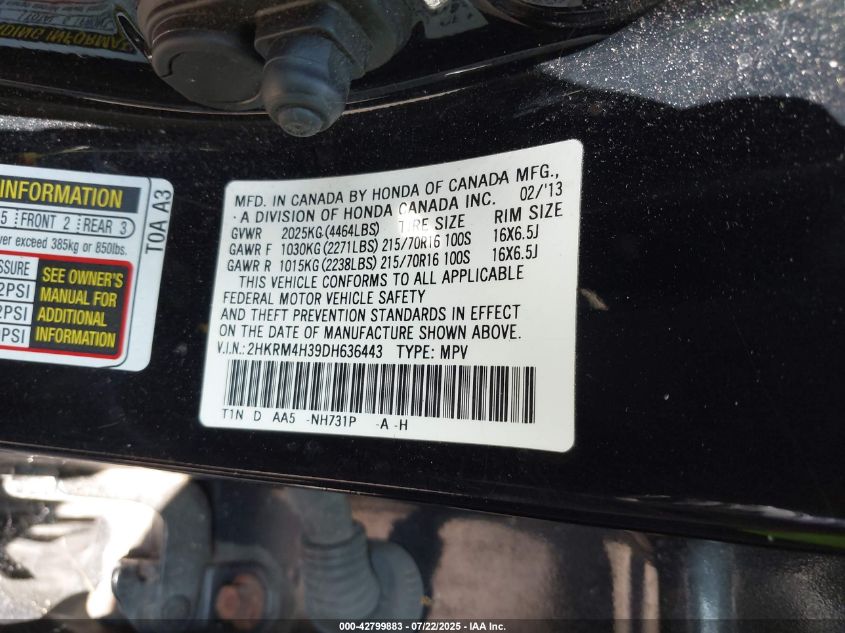 INFORMATION
5 FRONT 2 REAR 3
ver exceed 385kg or 850lbs.
SSURE
2PSI
2PSI
PSI
SEE OWNER'S
MANUAL FOR
ADDITIONAL
INFORMATION
T0A A3
MFD. IN CANADA BY HONDA OF CANADA MFG.,
A DIVISION OF HONDA CANADA INC. 02/'13
GVWR 2025KG (4464LBS) TIRE SIZE RIM SIZE
GAWR F 1030KG (2271LBS) 215/70R16 100S 16X6.5J
GAWR R 1015KG (2238LBS) 215/70R16 100S 16X6.5J
THIS VEHICLE CONFORMS TO ALL APPLICABLE
FEDERAL MOTOR VEHICLE SAFETY
AND THEFT PREVENTION STANDARDS IN EFFECT
ON THE DATE OF MANUFACTURE SHOWN ABOVE.
V.I.N.: 2HKRM4H39DH636443 TYPE: MPV
T1N D AA5 -NH731P -A -H
000-42799883 - 07/22/2025 - IAA Inc.